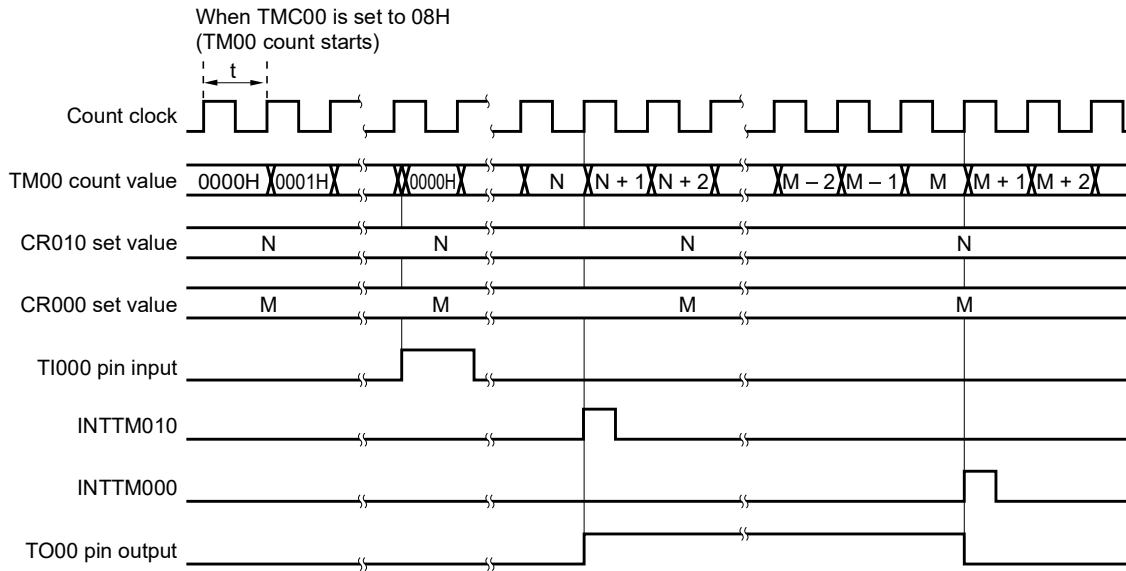 When TMC00 is set to 08H
(TM00 count starts)
t
Count clock
TM00 count value 0000H 0001H 0000H N N + 1 N + 2 M – 2 M – 1 M M + 1 M + 2
CR010 set value N N N N
CR000 set value M M M M
TI000 pin input
INTTM010
INTTM000
TO00 pin output